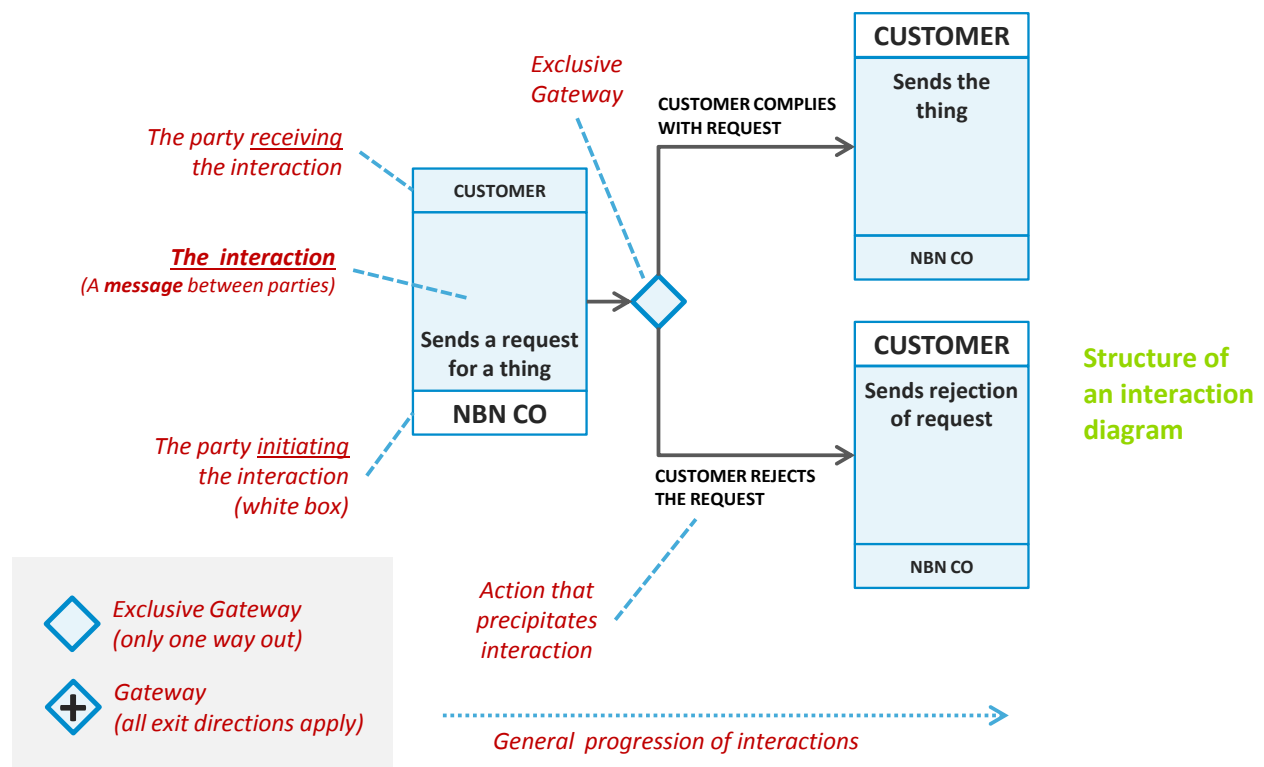 Exclusive
Gateway
The party receiving
the interaction
CUSTOMER
The interaction
(A message between parties)
Sends a request
for a thing
NBN CO
The party initiating
the interaction
(white box)
CUSTOMER COMPLIES
WITH REQUEST
CUSTOMER
Sends the
thing
NBN CO
CUSTOMER
Sends rejection
of request
NBN CO
CUSTOMER REJECTS
THE REQUEST
Action that
precipitates
interaction
Structure of
an interaction
diagram
Exclusive Gateway
(only one way out)
Gateway
(all exit directions apply)
General progression of interactions